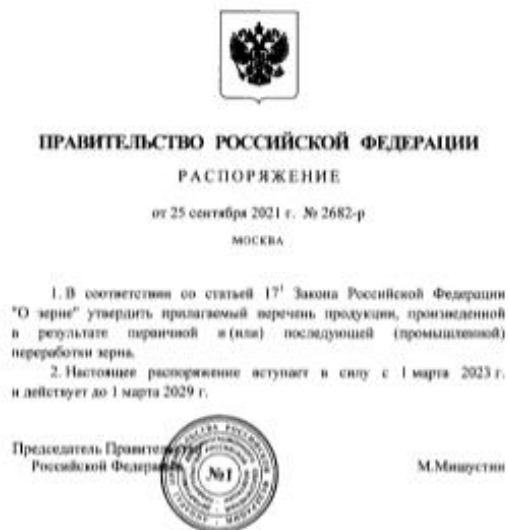 ПРАВИТЕЛЬСТВО РОССИЙСКОЙ ФЕДЕРАЦИИ
РАСПОРЯЖЕНИЕ
от 25 сентября 2021 г. № 2682-р
МОСКВА
1. В соответствии со статьей 17¹ Закона Российской Федерации
"О зерне" утвердить прилагаемый перечень продукции, произведенной
в результате первичной и (или) последующей (промышленной)
переработки зерна.
2. Настоящее распоряжение вступает в силу с 1 марта 2023 г.
и действует до 1 марта 2029 г.
Председатель Правительства
Российской Федерации
М.Мишустин
№1